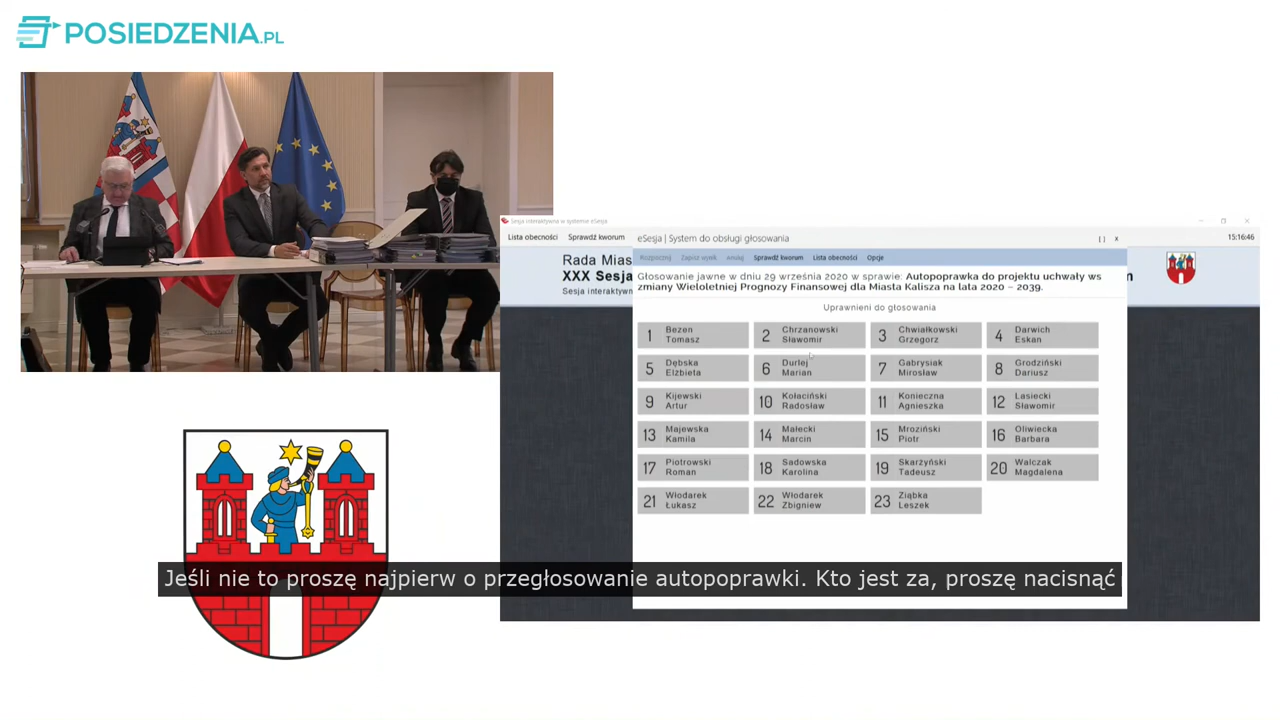 POSIEDZENIA.PL
Sesja interaktywna w systemie eSesja
Lista obecności Sprawdź kworum
eSesja | System do obsługi głosowania
15:16:46
Rada Mias
XXX Sesja
Sesja interaktywn
Rozpocznij Zapisz wynik Anuluj Sprawdź kworum Lista obecności Opcje
Głosowanie jawne w dniu 29 września 2020 w sprawie: Autopoprawka do projektu uchwały ws
zmiany Wieloletniej Prognozy Finansowej dla Miasta Kalisza na lata 2020 – 2039.
Uprawnieni do głosowania
1 Bezen Tomasz
2 Chrzanowski Sławomir
3 Chwiałkowski Grzegorz
4 Darwich Eskan
5 Dębska Elżbieta
6 Durlej Marian
7 Gabrysiak Mirosław
8 Grodziński Dariusz
9 Kijewski Artur
10 Kołaciński Radosław
11 Konieczna Agnieszka
12 Lasiecki Sławomir
13 Majewska Kamila
14 Małecki Marcin
15 Mroziński Piotr
16 Oliwiecka Barbara
17 Piotrowski Roman
18 Sadowska Karolina
19 Skarżyński Tadeusz
20 Walczak Magdalena
21 Włodarek Łukasz
22 Włodarek Zbigniew
23 Ziąbka Leszek
Jeśli nie to proszę najpierw o przegłosowanie autopoprawki. Kto jest za, proszę nacisnąć